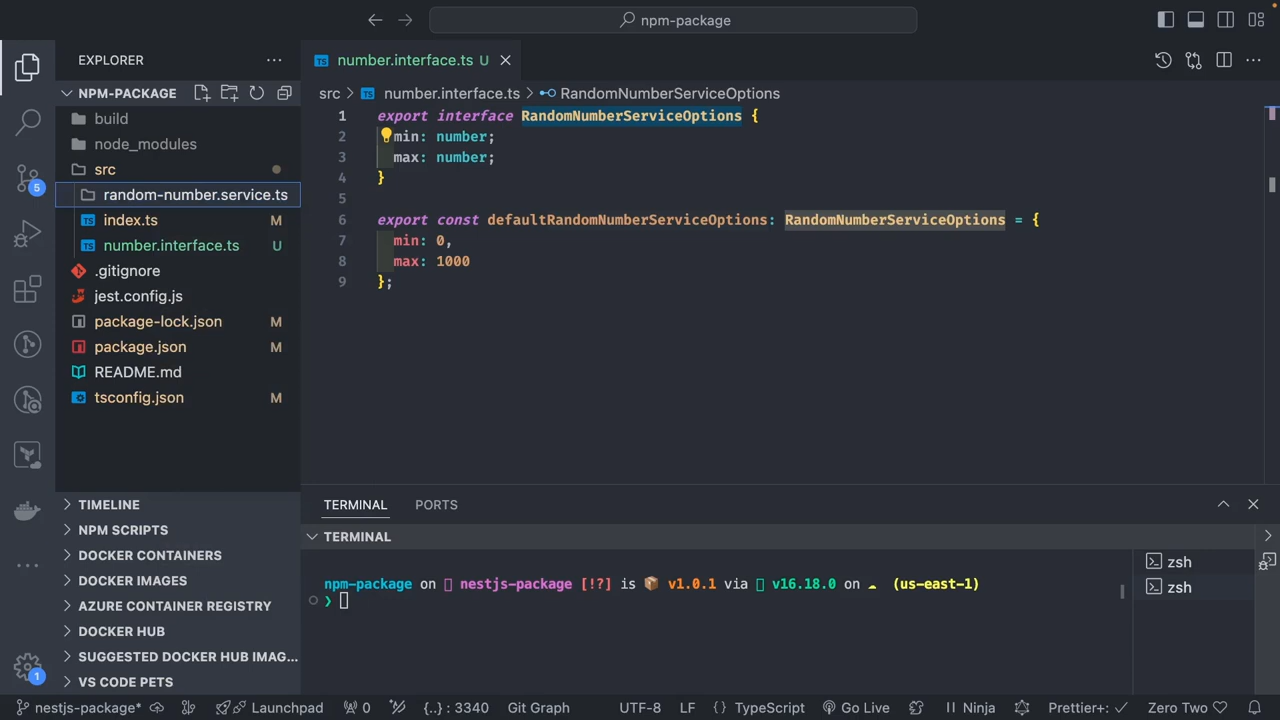 npm-package
EXPLORER
number.interface.ts U
NPM-PACKAGE
src > number.interface.ts > RandomNumberServiceOptions
build
node_modules
src
random-number.service.ts
index.ts M
number.interface.ts U
.gitignore
jest.config.js
package-lock.json M
package.json M
README.md
tsconfig.json M
5
1 export interface RandomNumberServiceOptions {
2 min: number;
3 max: number;
4 }
5
6 export const defaultRandomNumberServiceOptions: RandomNumberServiceOptions = {
7 min: 0,
8 max: 1000
9 };
TIMELINE
NPM SCRIPTS
DOCKER CONTAINERS
DOCKER IMAGES
AZURE CONTAINER REGISTRY
DOCKER HUB
SUGGESTED DOCKER HUB IMAG...
VS CODE PETS
1
TERMINAL PORTS
TERMINAL
npm-package on nestjs-package [!?] is 📦 v1.0.1 via v16.18.0 on ☁ (us-east-1)
❯
zsh
zsh
nestjs-package* Launchpad 0 {..} : 3340 Git Graph UTF-8 LF {} TypeScript Go Live Ninja Prettier+ Zero Two